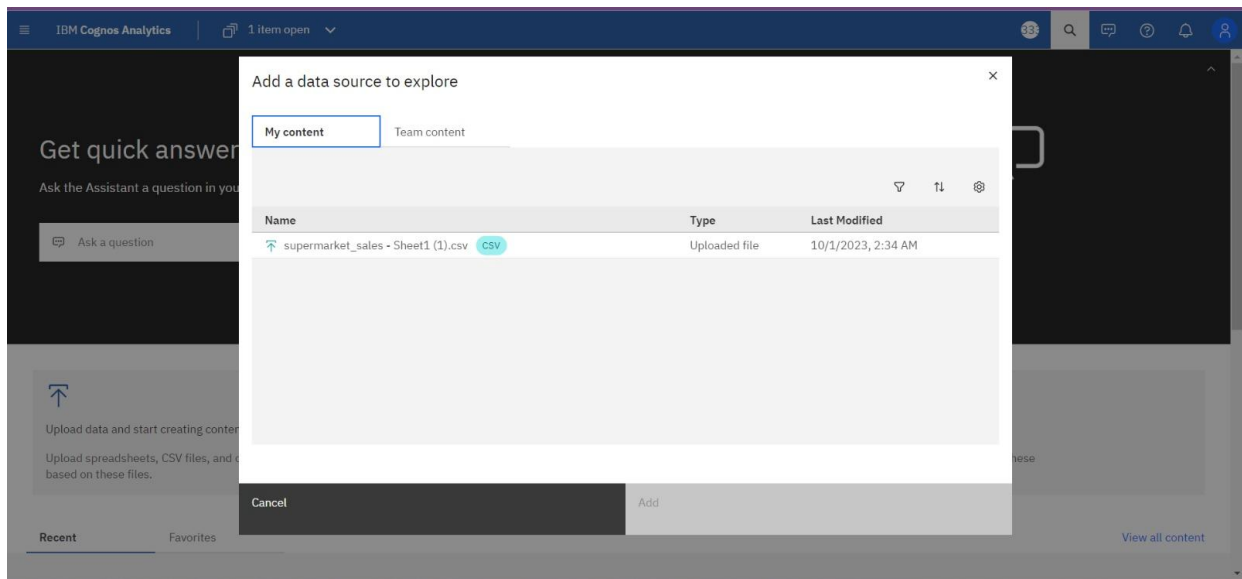 IBM Cognos Analytics
1 item open
Add a data source to explore
My content Team content
Get quick answer
Ask the Assistant a question in you
Ask a question
Name Type Last Modified
supermarket_sales - Sheet1 (1).csv CSV Uploaded file 10/1/2023, 2:34 AM
Upload data and start creating conten
Upload spreadsheets, CSV files, and
based on these files.
Cancel Add
Recent Favorites View all content